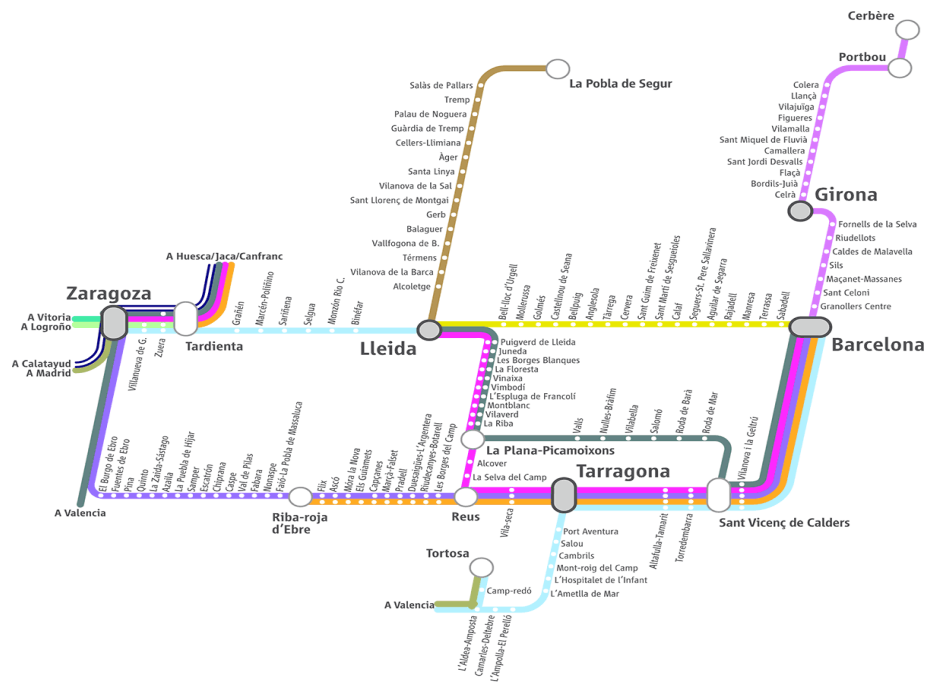 Cerbère
Portbou
La Pobla de Segur
Salàs de Pallars
Tremp
Palau de Noguera
Guàrdia de Tremp
Cellers-Llimiana
Àger
Santa Linya
Vilanova de la Sal
Sant Llorenç de Montgai
Gerb
Balaguer
Vallfogona de B.
Térmens
Vilanova de la Barca
Alcoletge
Colera
Llançà
Vilajuïga
Figueres
Vilamalla
Sant Miquel de Fluvià
Camallera
Sant Jordi Desvalls
Flaçà
Bordils-Juià
Celrà
Girona
Fornells de la Selva
Riudellots
Caldes de Malavella
Sils
Maçanet-Massanes
Sant Celoni
Granollers Centre
A Huesca/Jaca/Canfranc
Zaragoza
A Vitoria
A Logroño
A Calatayud
A Madrid
Villanueva de G.
Zuera
Tardienta
Grañén
Marcén-Poliñino
Sariñena
Selgua
Monzón Río C.
Binéfar
Lleida
Bell-lloc d'Urgell
Mollerussa
Golmés
Castellnou de Seana
Bellpuig
Anglesola
Tarrega
Cervera
Sant Guim de Freixenet
Sant Martí de Sesgueioles
Calaf
Seguers-St. Pere Sallavinera
Aguilar de Segarra
Rajadell
Manresa
Terrassa
Sabadell
Barcelona
Puigverd de Lleida
Juneda
Les Borges Blanques
La Floresta
Vinaixa
Vimbodí
L'Espluga de Francolí
Montblanc
Vilaverd
La Riba
La Plana-Picamoixons
Alcover
La Selva del Camp
Valls
Nulles-Bràfim
Vilabella
Salomó
Roda de Barà
Roda de Mar
Vilanova i la Geltrú
A Valencia
El Burgo de Ebro
Fuentes de Ebro
Pina
Quinto
La Zaida-Sástago
Azaila
La Puebla de Híjar
Samper
Escatrón
Chiprana
Caspe
Val de Pilas
Fabara
Nonaspe
Faió-La Pobla de Massaluca
Riba-roja
d'Ebre
Flix
Ascó
Móra la Nova
Els Guiamets
Capçanes
Marçà-Falset
Pradell
Duesaigües-L'Argentera
Riudecanyes-Botarell
Les Borges del Camp
Reus
Vila-seca
Tarragona
Altafulla-Tamarit
Torredembarra
Sant Vicenç de Calders
Port Aventura
Salou
Cambrils
Mont-roig del Camp
L'Hospitalet de l'Infant
L'Ametlla de Mar
Tortosa
Camp-redó
A Valencia
L'Aldea-Amposta
Camarles-Deltebre
L'Ampolla-El Perelló